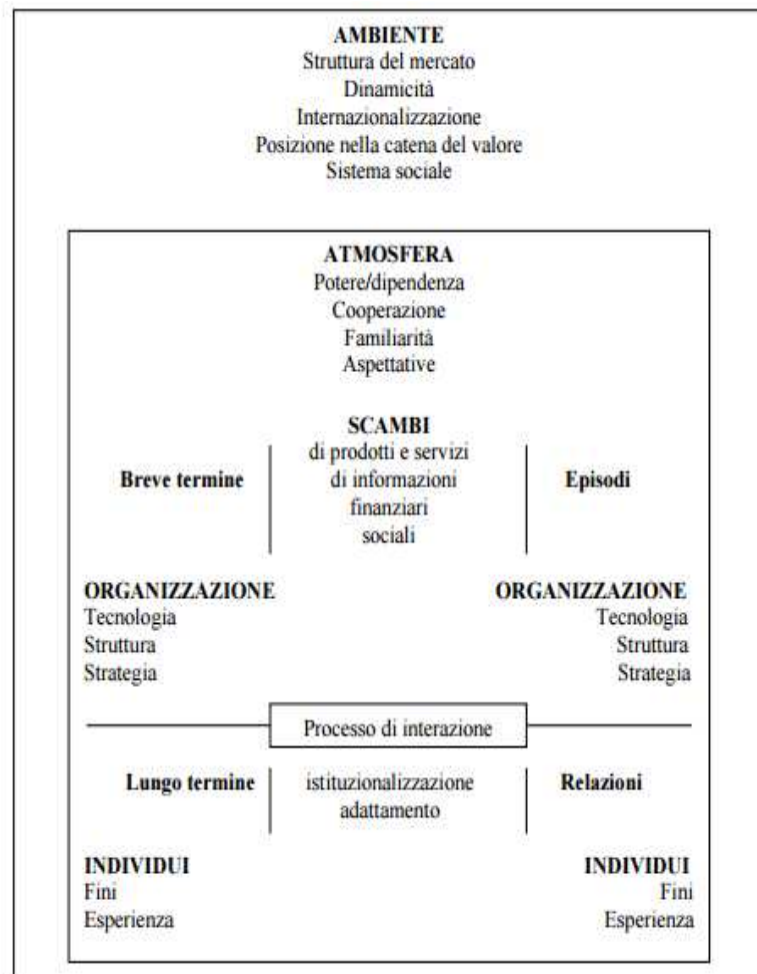 AMBIENTE
Struttura del mercato
Dinamicità
Internazionalizzazione
Posizione nella catena del valore
Sistema sociale
ATMOSFERA
Potere/dipendenza
Cooperazione
Familiarità
Aspettative
SCAMBI
di prodotti e servizi
Breve termine di informazioni Episodi
finanziari
sociali
ORGANIZZAZIONE ORGANIZZAZIONE
Tecnologia Tecnologia
Struttura Struttura
Strategia Strategia
Processo di interazione
Lungo termine istituzionalizzazione Relazioni
adattamento
INDIVIDUI INDIVIDUI
Fini Fini
Esperienza Esperienza